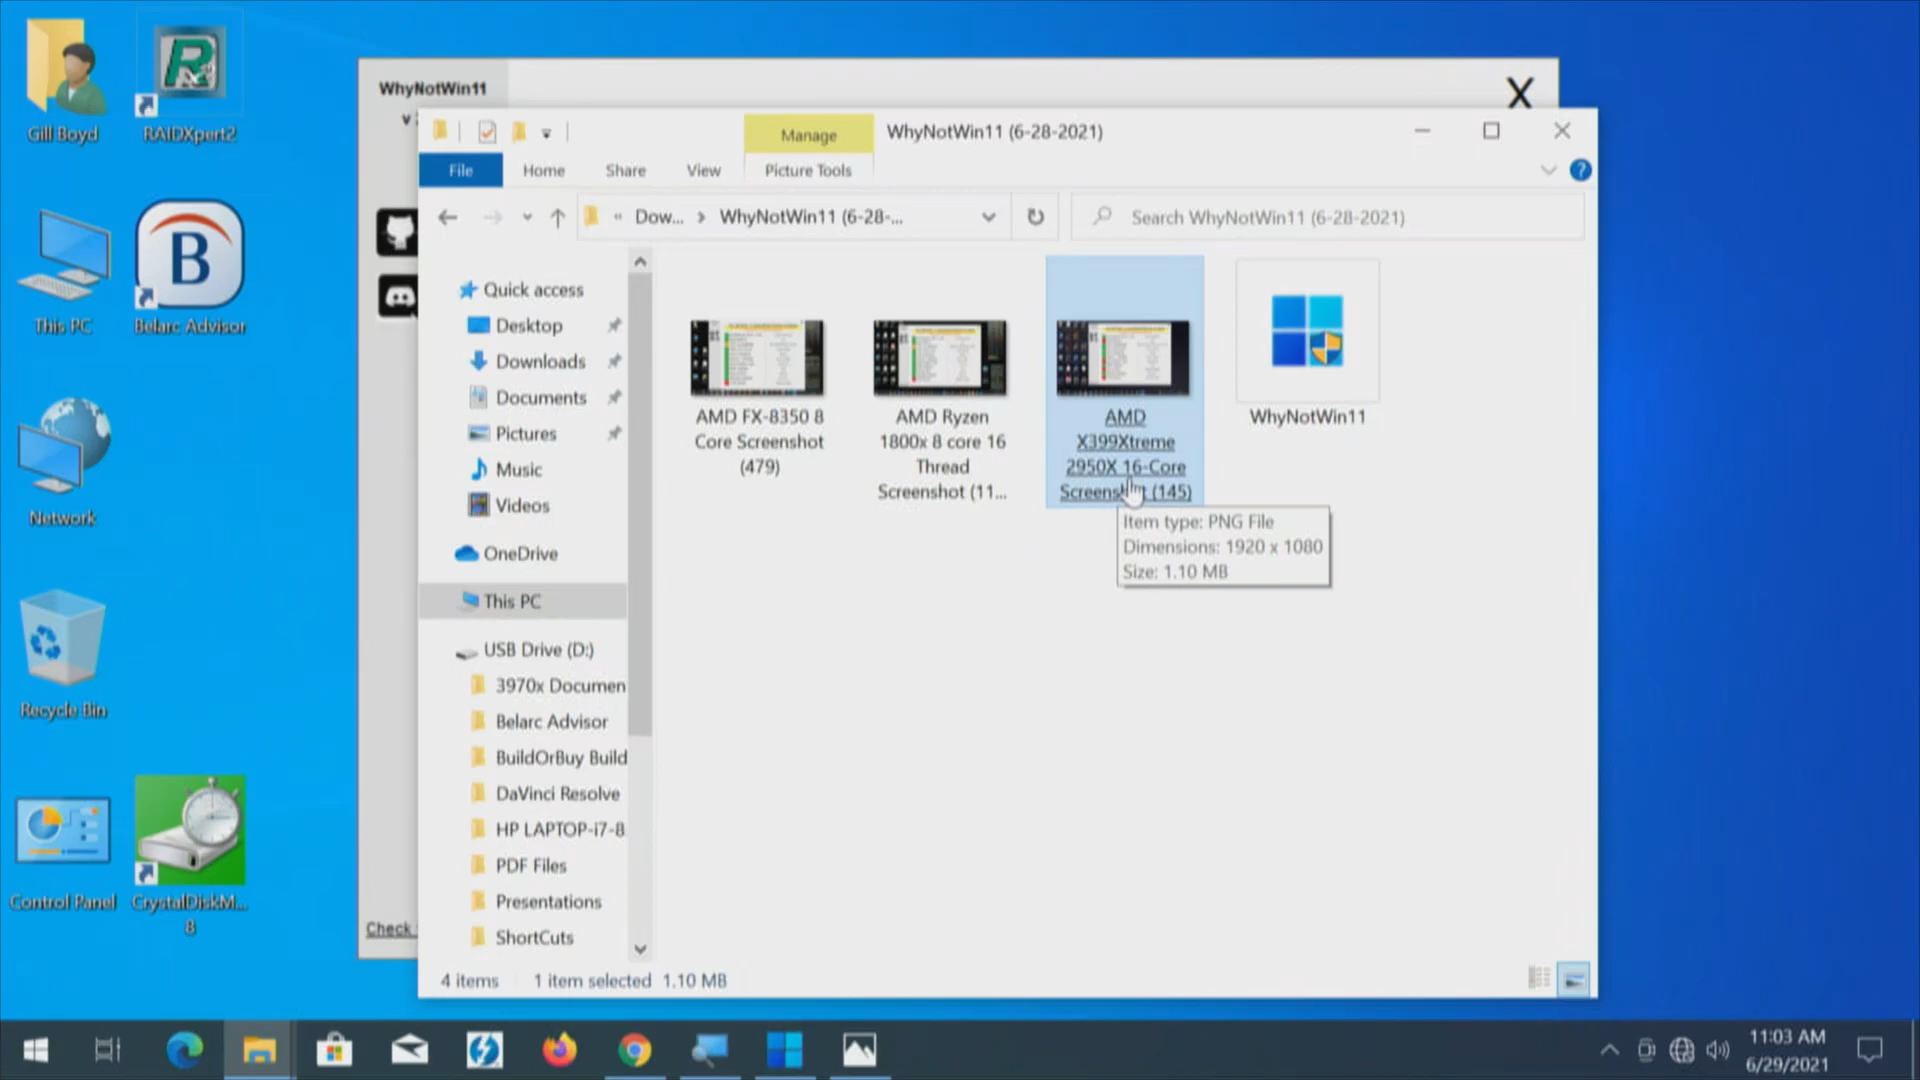 Gill Boyd
RAIDXpert2
This PC
Belarc Advisor
Network
Recycle Bin
Control Panel
CrystalDiskM...
8
WhyNotWin11
v
X
Check
Manage
WhyNotWin11 (6-28-2021)
File
Home
Share
View
Picture Tools
?
« Dow... › WhyNotWin11 (6-28-...
Search WhyNotWin11 (6-28-2021)
Quick access
Desktop
Downloads
Documents
Pictures
Music
Videos
OneDrive
This PC
USB Drive (D:)
3970x Documen
Belarc Advisor
BuildOrBuy Build
DaVinci Resolve
HP LAPTOP-i7-8
PDF Files
Presentations
ShortCuts
AMD FX-8350 8
Core Screenshot
(479)
AMD Ryzen
1800x 8 core 16
Thread
Screenshot (11...
AMD
X399Xtreme
2950X 16-Core
Screenshot (145)
WhyNotWin11
Item type: PNG File
Dimensions: 1920 x 1080
Size: 1.10 MB
4 items
1 item selected 1.10 MB
11:03 AM
6/29/2021